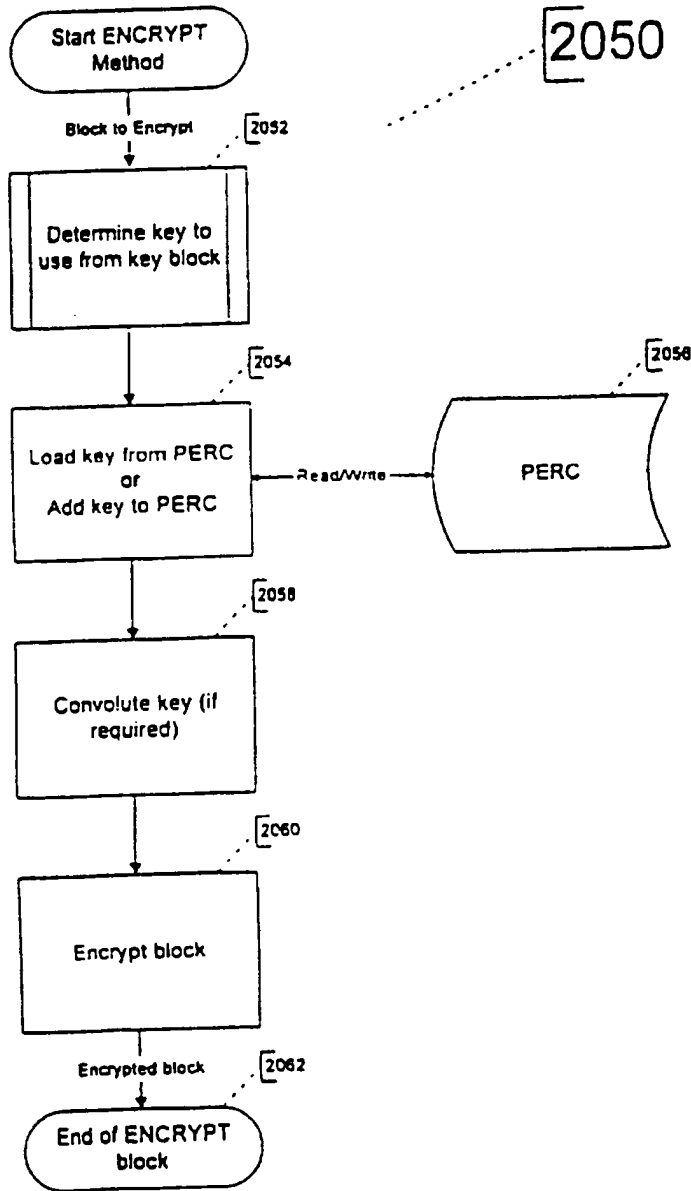 Start ENCRYPT
Method
2050
Block to Encrypt
2052
Determine key to
use from key block
2054
2056
Load key from PERC
or
Add key to PERC
Read/Write
PERC
2058
Convolute key (if
required)
2060
Encrypt block
Encrypted block
2062
End of ENCRYPT
block